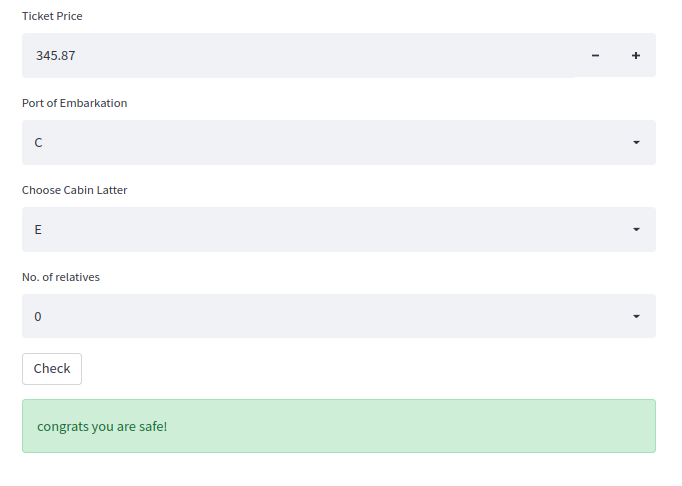 Ticket Price
345.87
Port of Embarkation
C
Choose Cabin Latter
E
No. of relatives
0
Check
congrats you are safe!